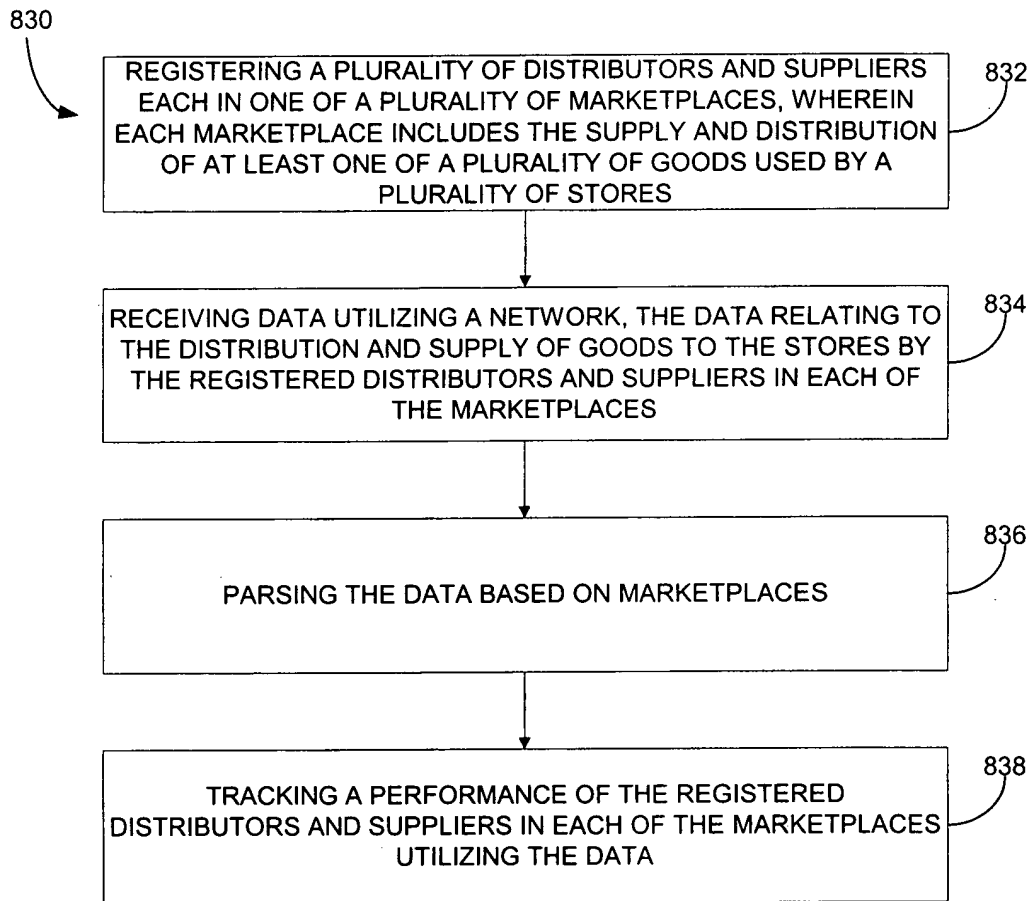 830
REGISTERING A PLURALITY OF DISTRIBUTORS AND SUPPLIERS
EACH IN ONE OF A PLURALITY OF MARKETPLACES, WHEREIN
EACH MARKETPLACE INCLUDES THE SUPPLY AND DISTRIBUTION
OF AT LEAST ONE OF A PLURALITY OF GOODS USED BY A
PLURALITY OF STORES
832
RECEIVING DATA UTILIZING A NETWORK, THE DATA RELATING TO
THE DISTRIBUTION AND SUPPLY OF GOODS TO THE STORES BY
THE REGISTERED DISTRIBUTORS AND SUPPLIERS IN EACH OF
THE MARKETPLACES
834
PARSING THE DATA BASED ON MARKETPLACES
836
TRACKING A PERFORMANCE OF THE REGISTERED
DISTRIBUTORS AND SUPPLIERS IN EACH OF THE MARKETPLACES
UTILIZING THE DATA
838